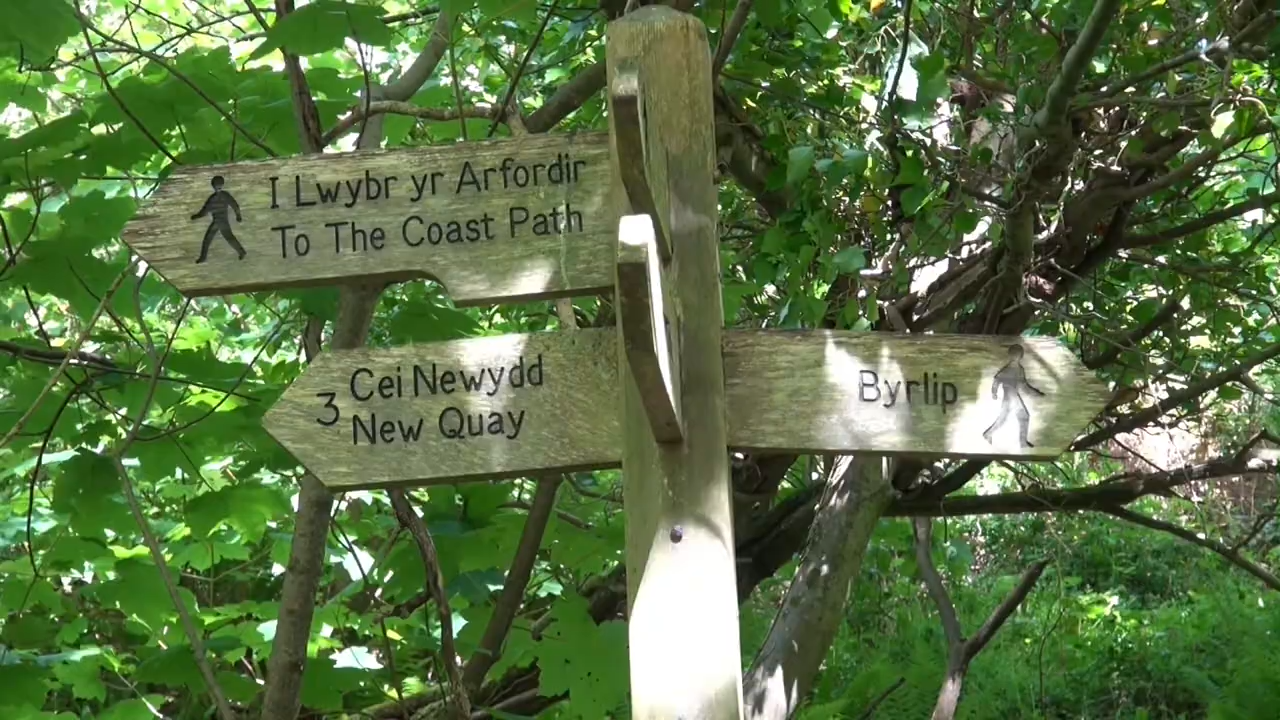 I Lwybr yr Arfordir
To The Coast Path
3 Cei Newydd
New Quay
Byrlip